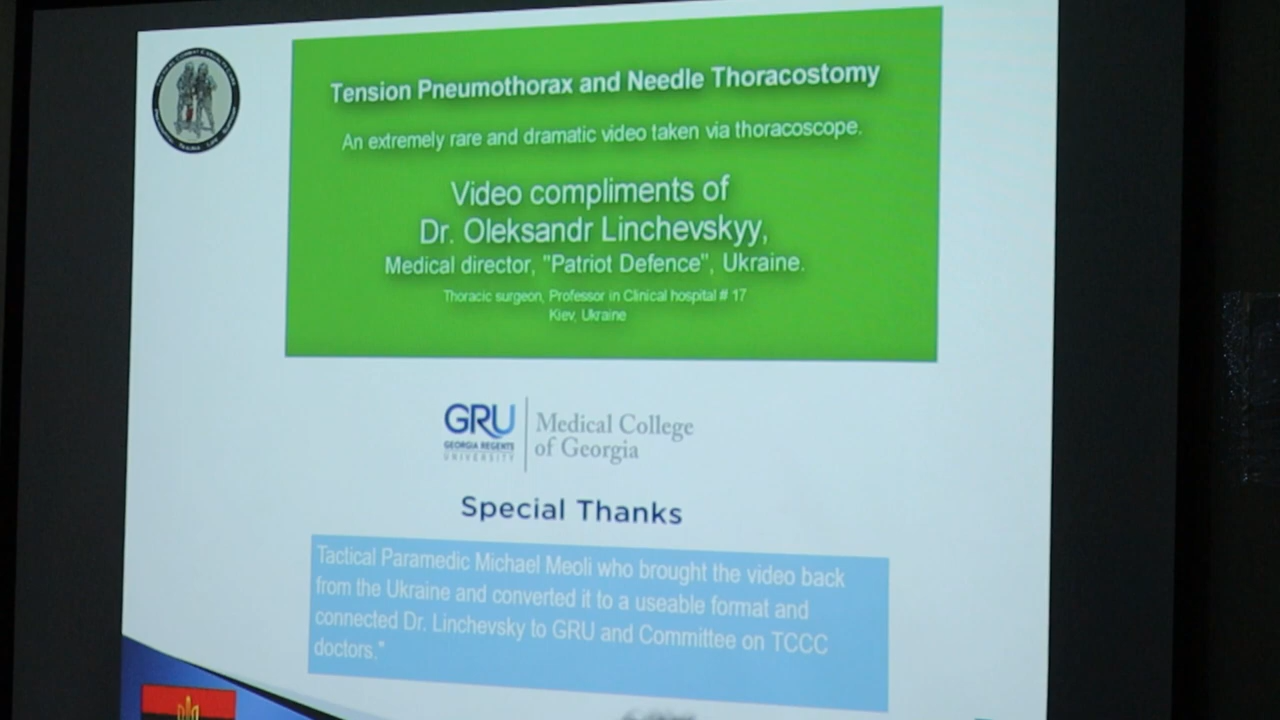 Tension Pneumothorax and Needle Thoracostomy
An extremely rare and dramatic video taken via thoracoscope.
Video compliments of
Dr. Oleksandr Linchevskyy,
Medical director, "Patriot Defence", Ukraine.
Thoracic surgeon, Professor in Clinical hospital # 17
Kiev, Ukraine
GRU
GEORGIA REGENTS
UNIVERSITY
Medical College
of Georgia
Special Thanks
Tactical Paramedic Michael Meoli who brought the video back
from the Ukraine and converted it to a useable format and
connected Dr. Linchevsky to GRU and Committee on TCCC
doctors."